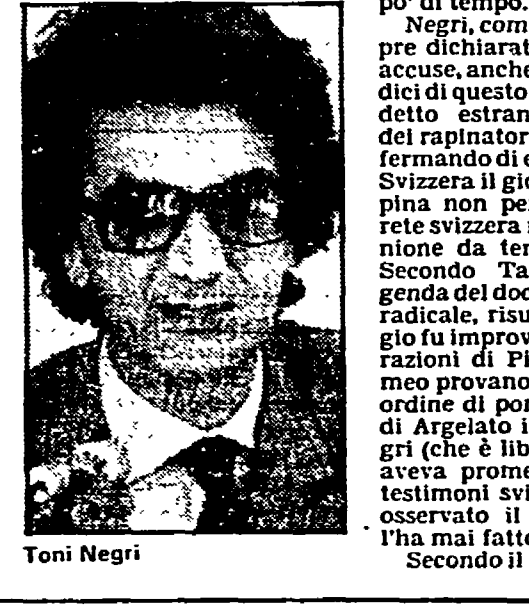 Toni Negri
po' di tempo.
Negri, com
pre dichiarat
accuse, anche
dici di questo
detto estran
dei rapinator
fermando di e
Svizzera il gio
pina non pe
rete svizzera
nione da ter
Secondo Ta
genda del doc
radicale, risu
gio fu improv
razioni di Pi
meo provano
ordine di por
di Argelato i
gri (che è lib
aveva prome
testimoni svi
osservato il
l'ha mai fatt
Secondo il